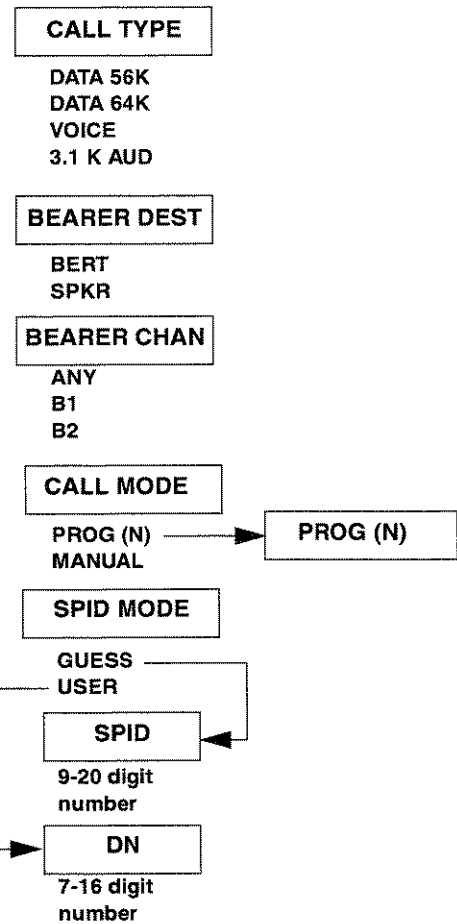 CALL TYPE
DATA 56K
DATA 64K
VOICE
3.1 K AUD
BEARER DEST
BERT
SPKR
BEARER CHAN
ANY
B1
B2
CALL MODE
PROG (N)
PROG (N)
MANUAL
SPID MODE
GUESS
USER
SPID
9-20 digit
number
DN
7-16 digit
number